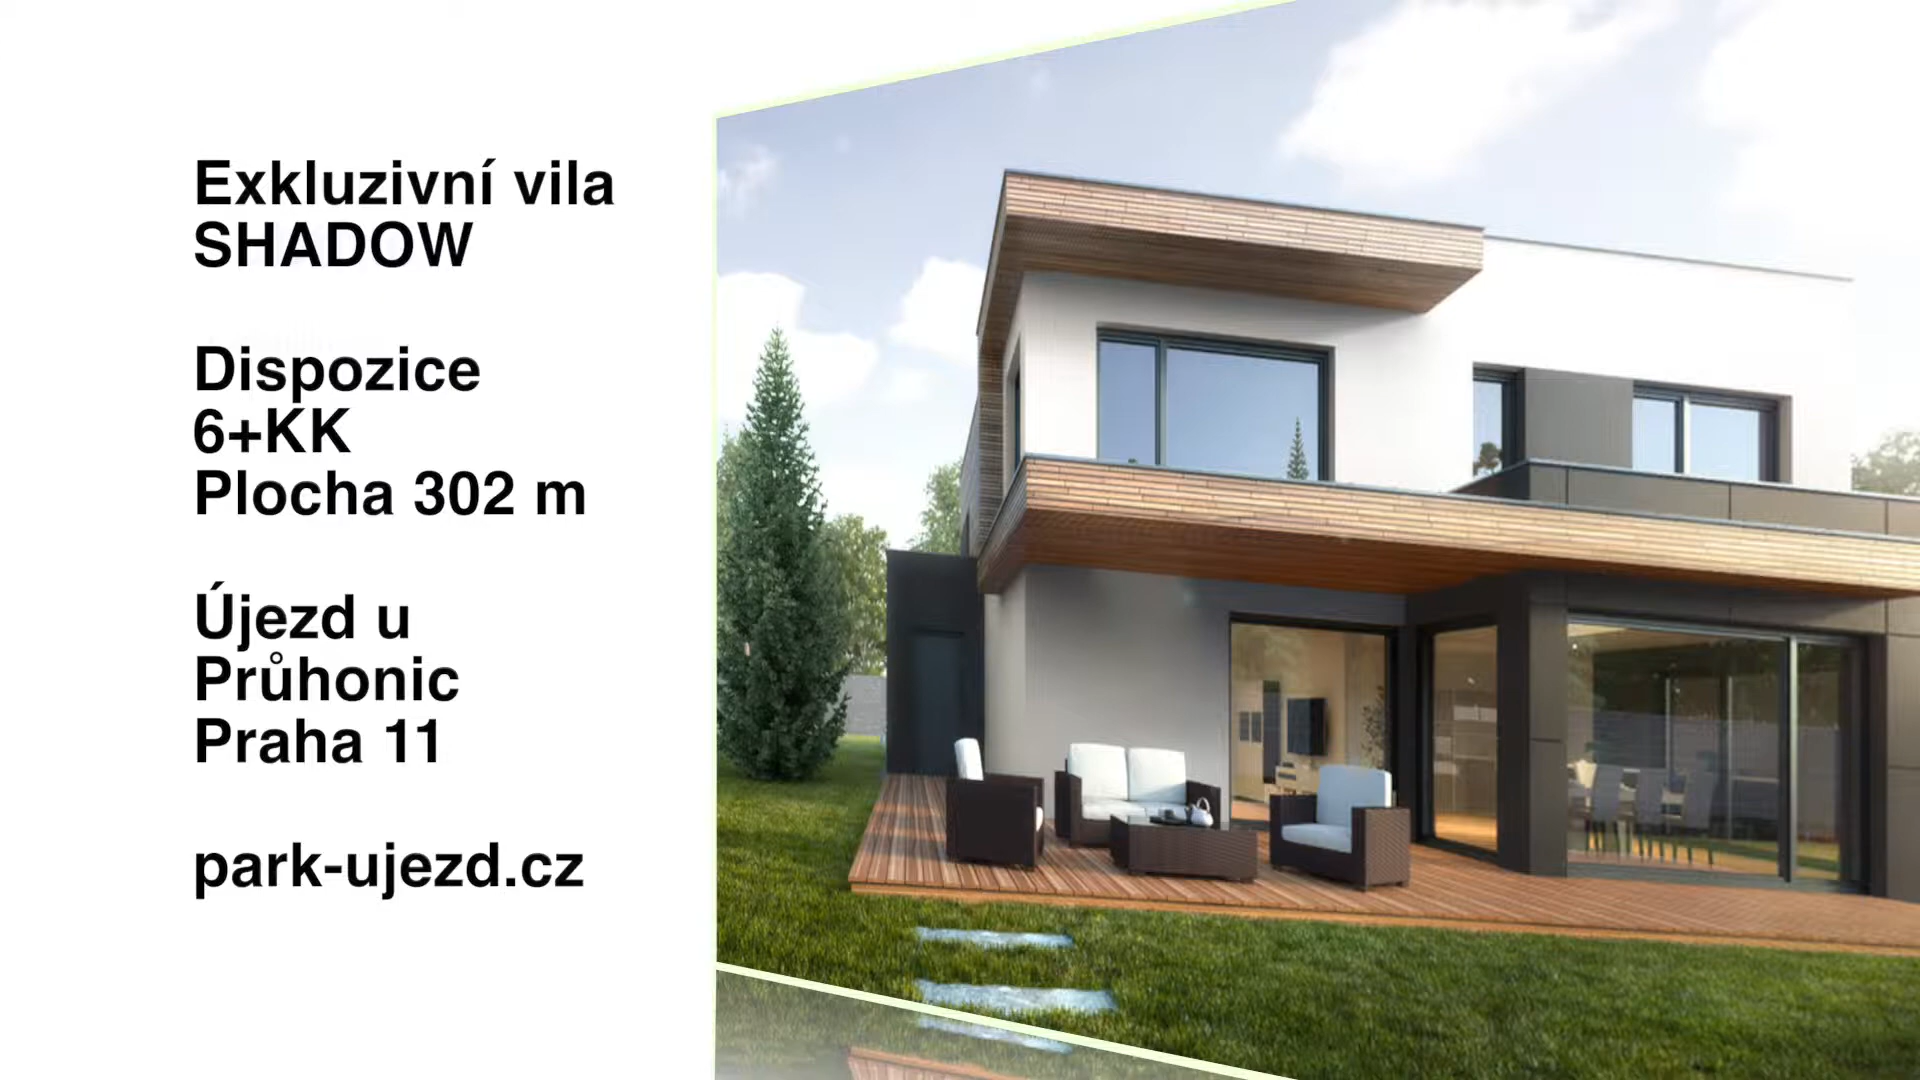 Exkluzivní vila
SHADOW
Dispozice
6+KK
Plocha 302 m
Újezd u
Průhonic
Praha 11
park-ujezd.cz